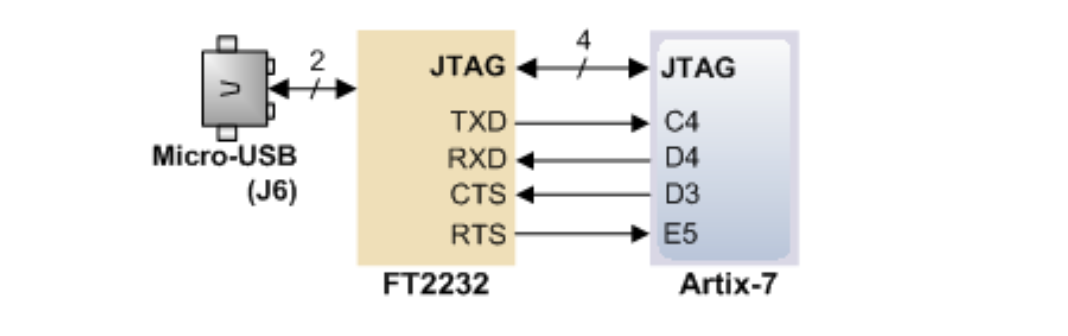 4
2
JTAG JTAG
TXD C4
RXD D4
CTS D3
RTS E5
Micro-USB
(J6)
FT2232 Artix-7